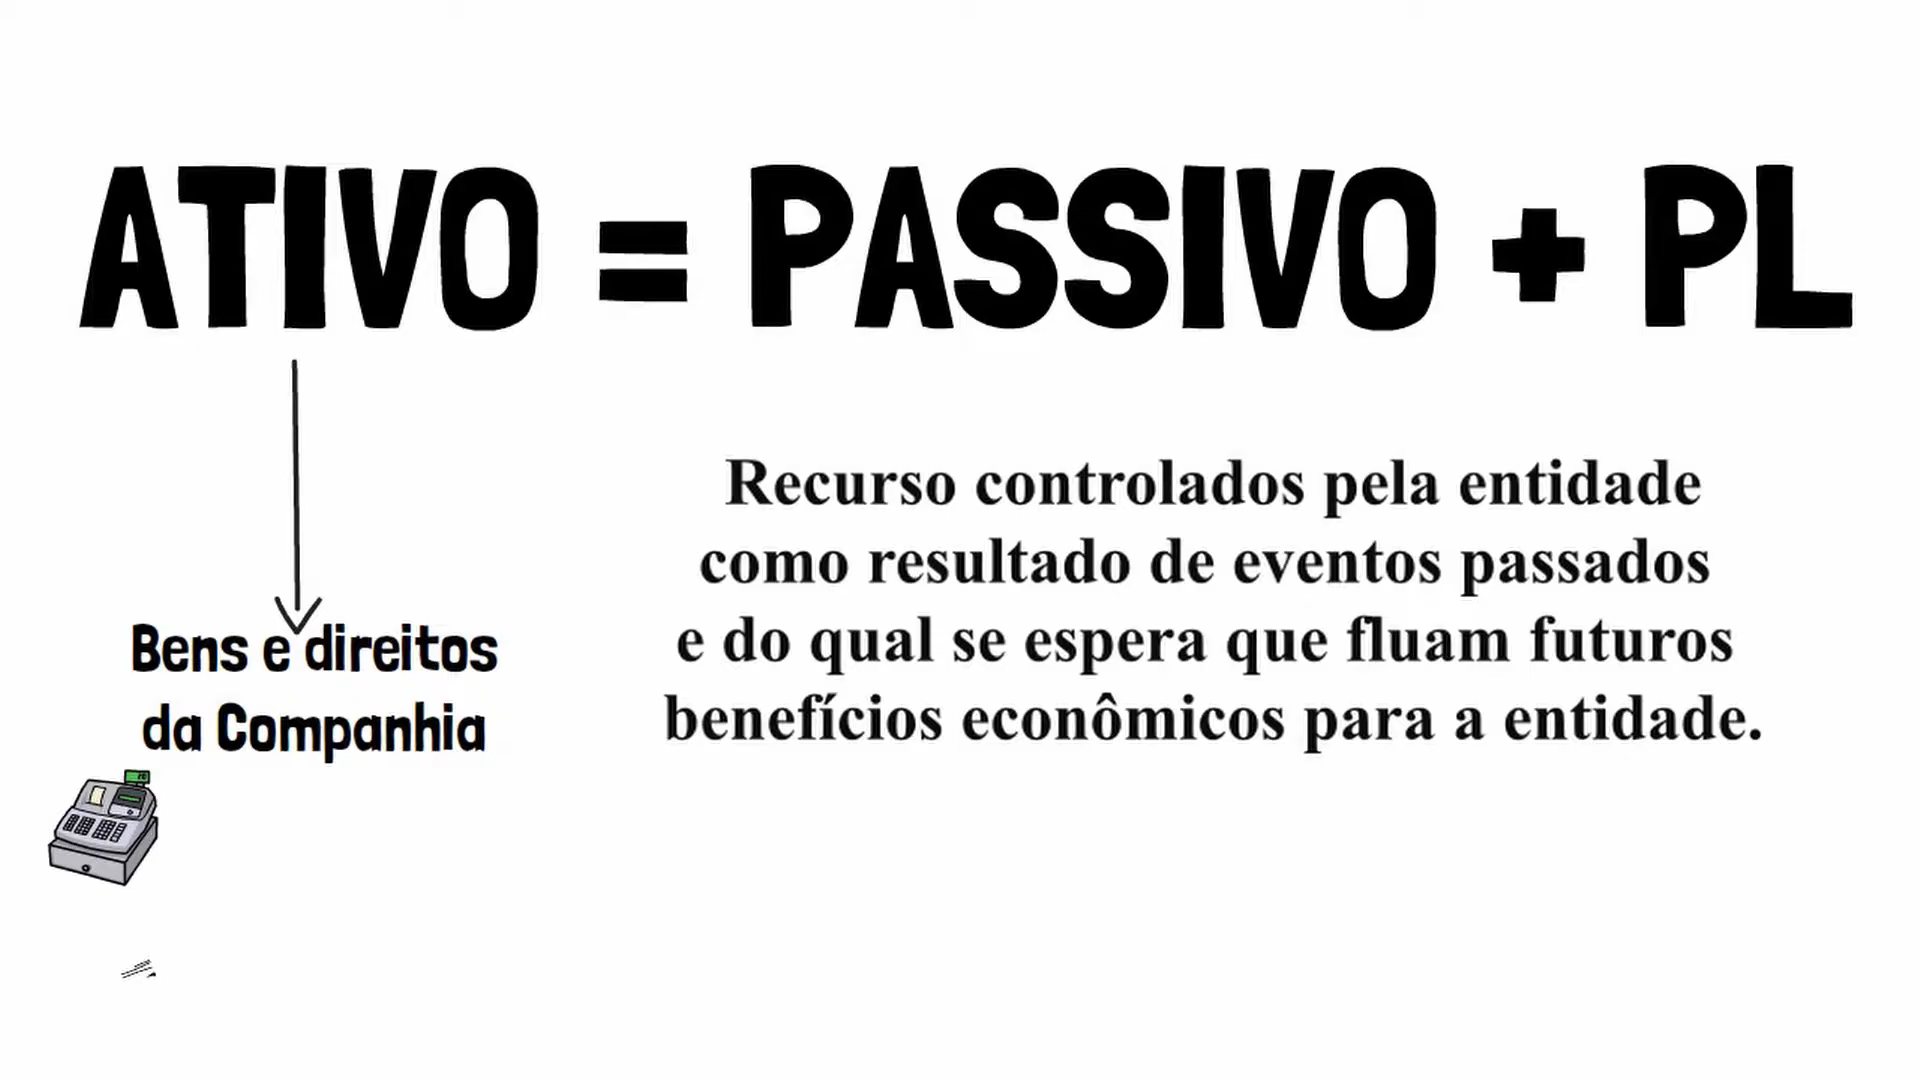 ATIVO = PASSIVO + PL
Bens e direitos
da Companhia
Recurso controlados pela entidade
como resultado de eventos passados
e do qual se espera que fluam futuros
benefícios econômicos para a entidade.